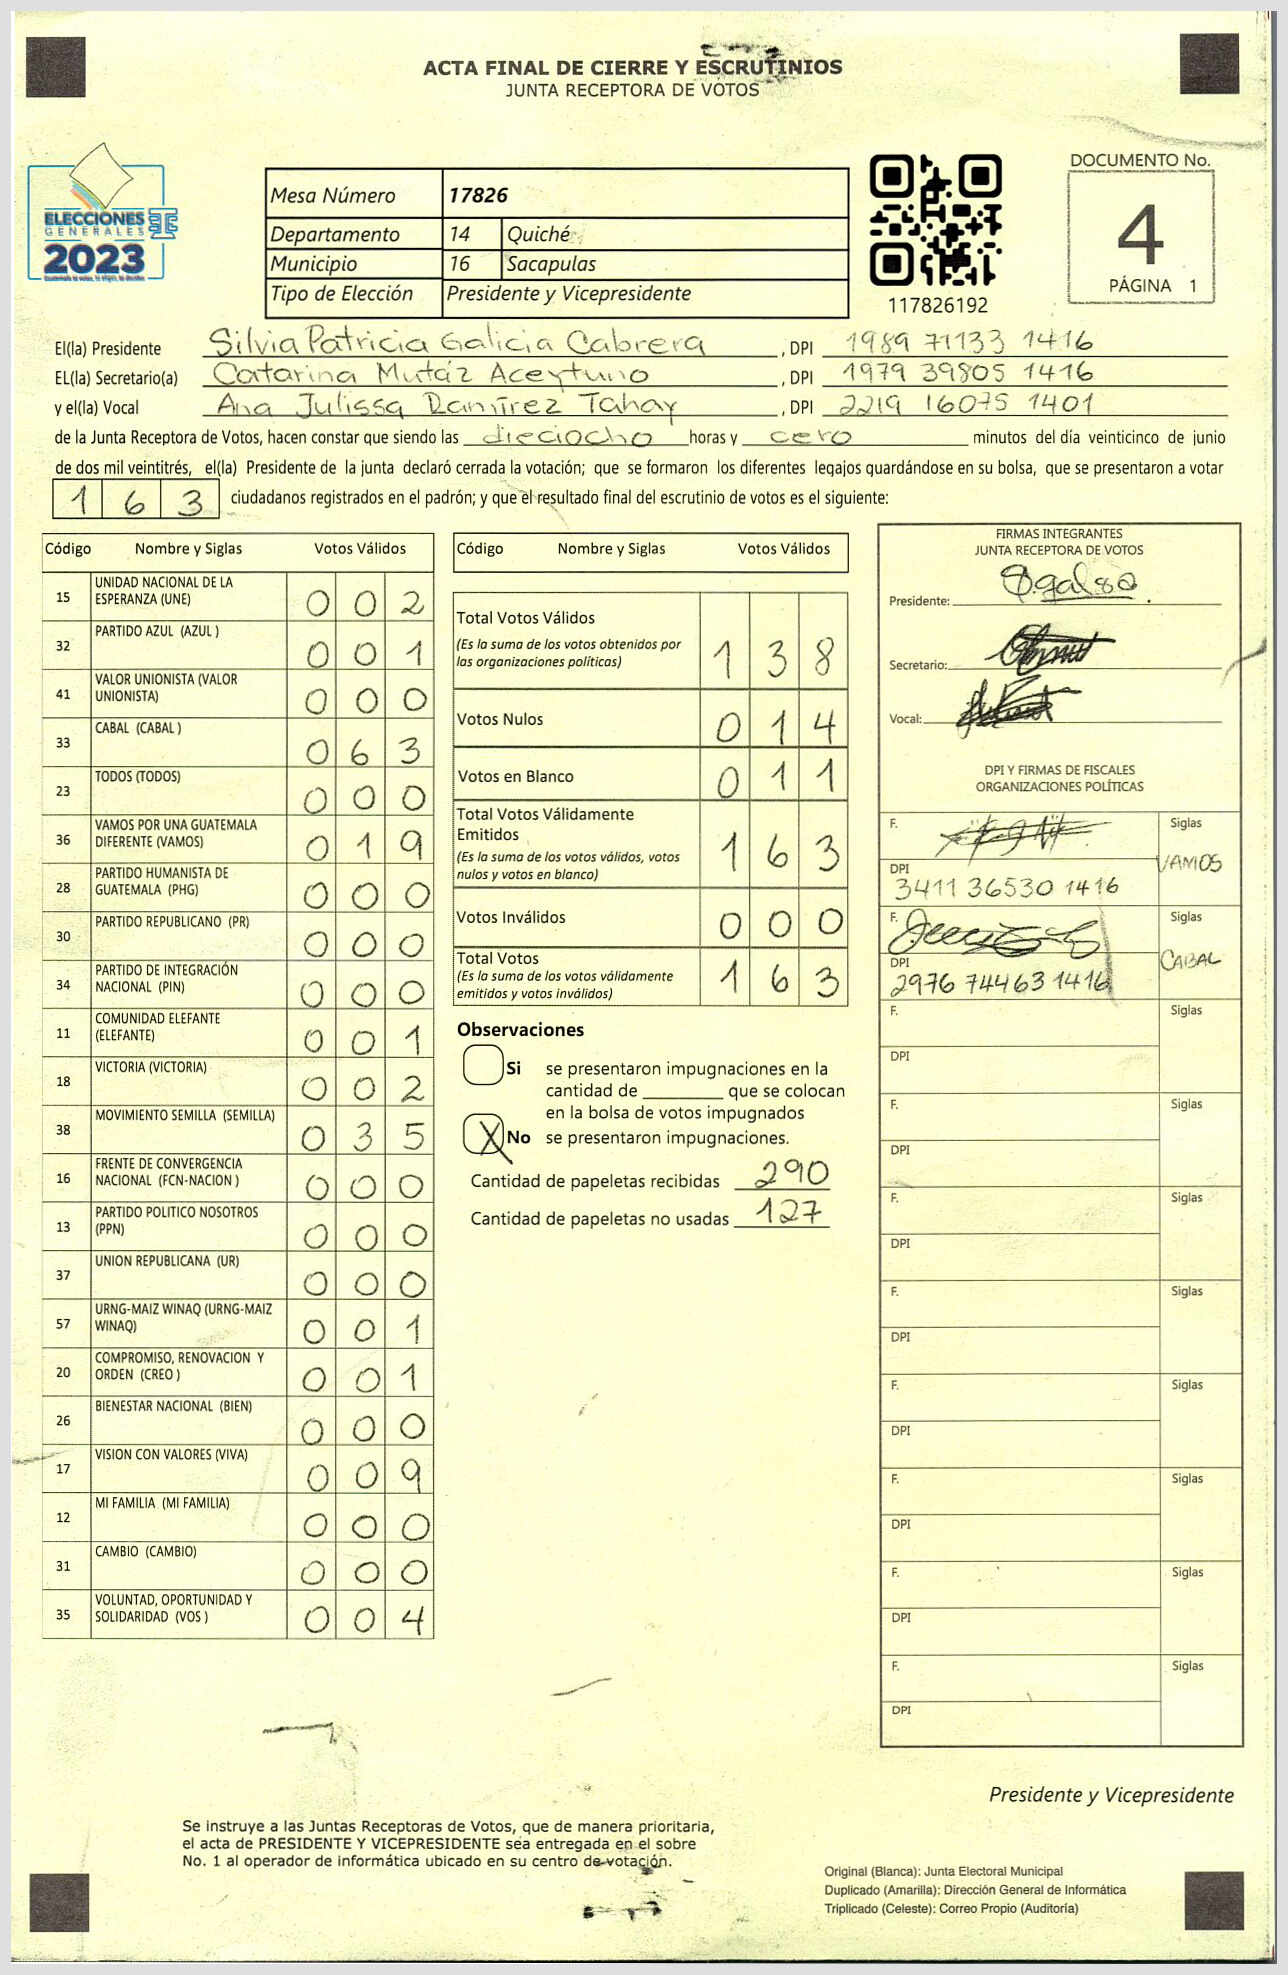 ACTA FINAL DE CIERRE Y ESCRUTINIOS
JUNTA RECEPTORA DE VOTOS
ELECCIONES
GENERALES
2023
Mesa Número 17826
Departamento 14 Quiché
Municipio 16 Sacapulas
Tipo de Elección Presidente y Vicepresidente
117826192
DOCUMENTO No.
4
PÁGINA 1
El(la) Presidente Silvia Patricia Galicia Cabrera , DPI 1989 71133 1416
EL(la) Secretario(a) Catarina Mutáz Aceytuno , DPI 1979 39805 1416
y el(la) Vocal Ana Julissa Ramírez Tahay , DPI 2219 16075 1401
de la Junta Receptora de Votos, hacen constar que siendo las dieciocho horas y cero minutos del día veinticinco de junio
de dos mil veintitrés, el(la) Presidente de la junta declaró cerrada la votación; que se formaron los diferentes legajos guardándose en su bolsa, que se presentaron a votar
1 6 3 ciudadanos registrados en el padrón; y que el resultado final del escrutinio de votos es el siguiente:
Código Nombre y Siglas Votos Válidos
15 UNIDAD NACIONAL DE LA ESPERANZA (UNE) 0 0 2
32 PARTIDO AZUL (AZUL ) 0 0 1
41 VALOR UNIONISTA (VALOR UNIONISTA) 0 0 0
33 CABAL (CABAL ) 0 6 3
23 TODOS (TODOS) 0 0 0
36 VAMOS POR UNA GUATEMALA DIFERENTE (VAMOS) 0 1 9
28 PARTIDO HUMANISTA DE GUATEMALA (PHG) 0 0 0
30 PARTIDO REPUBLICANO (PR) 0 0 0
34 PARTIDO DE INTEGRACIÓN NACIONAL (PIN) 0 0 0
11 COMUNIDAD ELEFANTE (ELEFANTE) 0 0 1
18 VICTORIA (VICTORIA) 0 0 2
38 MOVIMIENTO SEMILLA (SEMILLA) 0 3 5
16 FRENTE DE CONVERGENCIA NACIONAL (FCN-NACION ) 0 0 0
13 PARTIDO POLITICO NOSOTROS (PPN) 0 0 0
37 UNION REPUBLICANA (UR) 0 0 0
57 URNG-MAIZ WINAQ (URNG-MAIZ WINAQ) 0 0 1
20 COMPROMISO, RENOVACION Y ORDEN (CREO ) 0 0 1
26 BIENESTAR NACIONAL (BIEN) 0 0 0
17 VISION CON VALORES (VIVA) 0 0 9
12 MI FAMILIA (MI FAMILIA) 0 0 0
31 CAMBIO (CAMBIO) 0 0 0
35 VOLUNTAD, OPORTUNIDAD Y SOLIDARIDAD (VOS ) 0 0 4
Código Nombre y Siglas Votos Válidos
Total Votos Válidos 1 3 8
(Es la suma de los votos obtenidos por
las organizaciones políticas)
Votos Nulos 0 1 4
Votos en Blanco 0 1 1
Total Votos Válidamente
Emitidos 1 6 3
(Es la suma de los votos válidos, votos
nulos y votos en blanco)
Votos Inválidos 0 0 0
Total Votos 1 6 3
(Es la suma de los votos válidamente
emitidos y votos inválidos)
Observaciones
Si se presentaron impugnaciones en la
cantidad de ________ que se colocan
en la bolsa de votos impugnados
X No se presentaron impugnaciones.
Cantidad de papeletas recibidas 290
Cantidad de papeletas no usadas 127
FIRMAS INTEGRANTES
JUNTA RECEPTORA DE VOTOS
Presidente:
Secretario:
Vocal:
DPI Y FIRMAS DE FISCALES
ORGANIZACIONES POLÍTICAS
F. Siglas
VAMOS
DPI
3411 36530 1416
F. Siglas
CABAL
DPI
2976 74463 1416
F. Siglas
DPI
F. Siglas
DPI
F. Siglas
DPI
F. Siglas
DPI
F. Siglas
DPI
F. Siglas
DPI
F. Siglas
DPI
F. Siglas
DPI
Presidente y Vicepresidente
Se instruye a las Juntas Receptoras de Votos, que de manera prioritaria,
el acta de PRESIDENTE Y VICEPRESIDENTE sea entregada en el sobre
No. 1 al operador de informática ubicado en su centro de votación.
Original (Blanca): Junta Electoral Municipal
Duplicado (Amarilla): Dirección General de Informática
Triplicado (Celeste): Correo Propio (Auditoría)